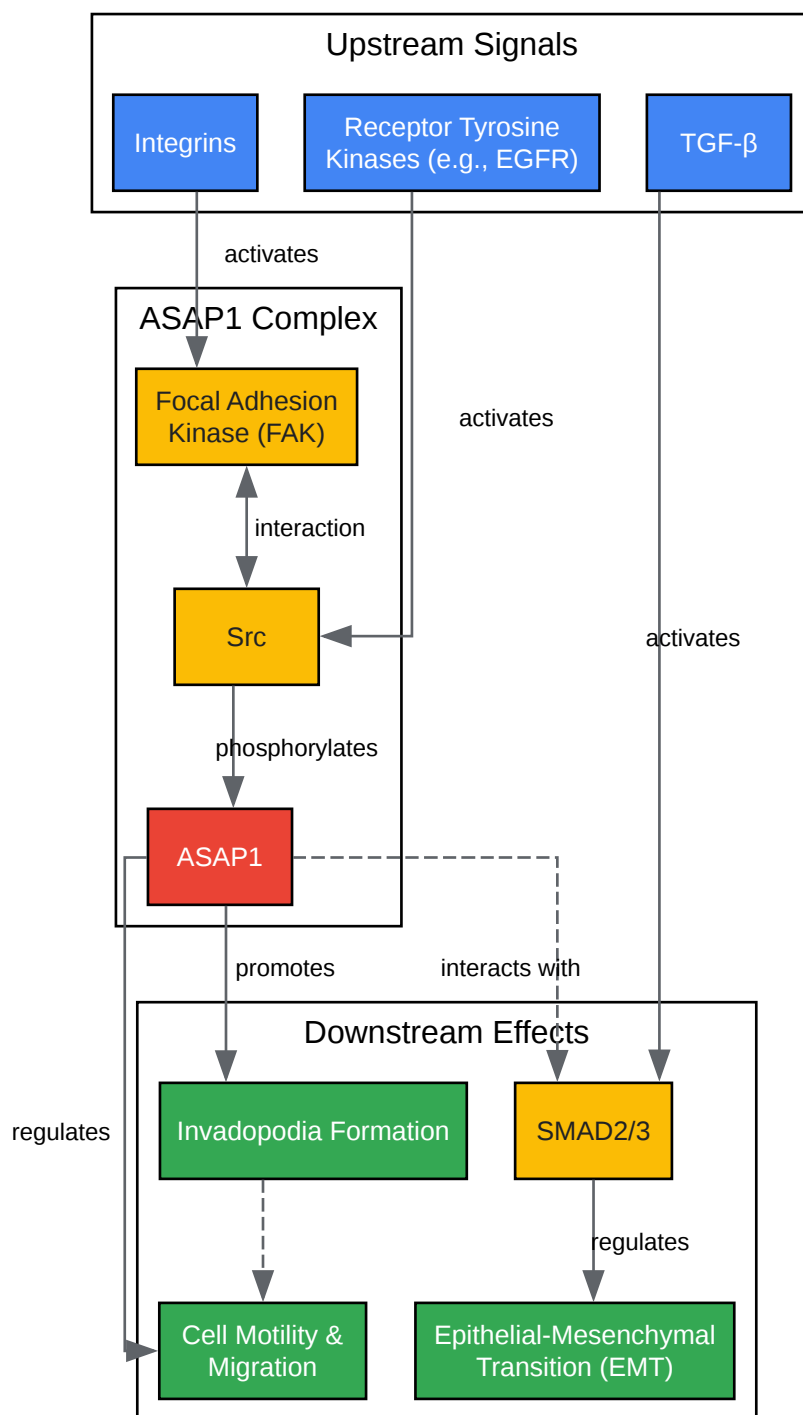 Upstream Signals
Integrins
Receptor Tyrosine
Kinases (e.g., EGFR)
TGF-β
activates
ASAP1 Complex
Focal Adhesion
Kinase (FAK)
activates
interaction
Src
activates
phosphorylates
ASAP1
promotes
interacts with
Downstream Effects
regulates
Invadopodia Formation
SMAD2/3
regulates
Cell Motility &
Migration
Epithelial-Mesenchymal
Transition (EMT)